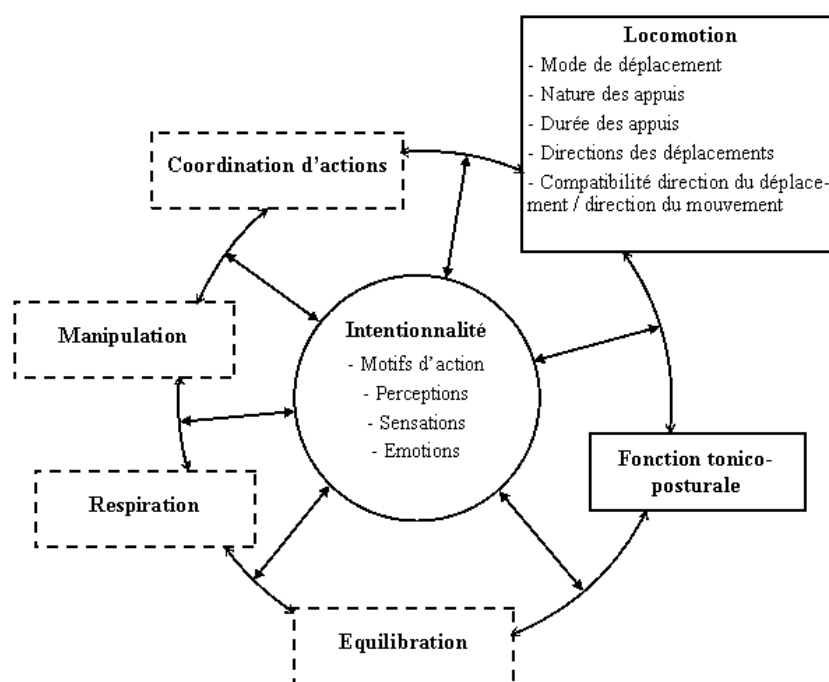 Locomotion
- Mode de déplacement
- Nature des appuis
- Durée des appuis
- Directions des déplacements
- Compatibilité direction du déplace-
ment / direction du mouvement
Coordination d'actions
Manipulation
Intentionnalité
- Motifs d'action
- Perceptions
- Sensations
- Emotions
Fonction tonico-
posturale
Respiration
Equilibration